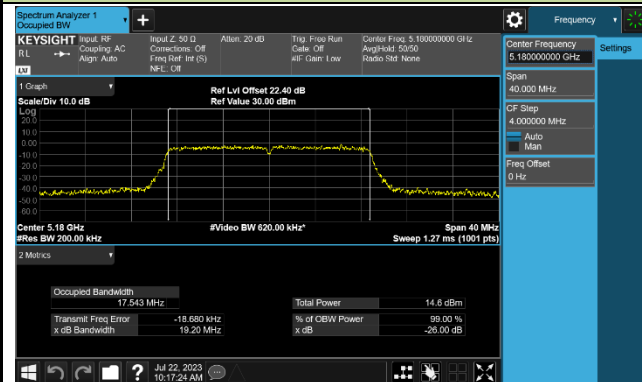 Spectrum Analyzer 1
Occupied BW
Frequency
KEYSIGHT
RL
LXI
Input: RF
Coupling: AC
Align: Auto
Input Z: 50 Ω
Corrections: Off
Freq Ref: Int (S)
NFE: Off
Atten: 20 dB
Trig: Free Run
Gate: Off
#IF Gain: Low
Center Freq: 5.180000000 GHz
Avg|Hold: 50/50
Radio Std: None
Center Frequency
5.180000000 GHz
Settings
Span
40.000 MHz
CF Step
4.000000 MHz
Auto
Man
Freq Offset
0 Hz
1 Graph
Scale/Div 10.0 dB
Ref Lvl Offset 22.40 dB
Ref Value 30.00 dBm
Log
20.0
10.0
0.00
-10.0
-20.0
-30.0
-40.0
-50.0
-60.0
Center 5.18 GHz
#Res BW 200.00 kHz
#Video BW 620.00 kHz*
Span 40 MHz
Sweep 1.27 ms (1001 pts)
2 Metrics
Occupied Bandwidth
17.543 MHz
Total Power 14.6 dBm
Transmit Freq Error -18.680 kHz
% of OBW Power 99.00 %
x dB Bandwidth 19.20 MHz
x dB -26.00 dB
?
Jul 22, 2023
10:17:24 AM